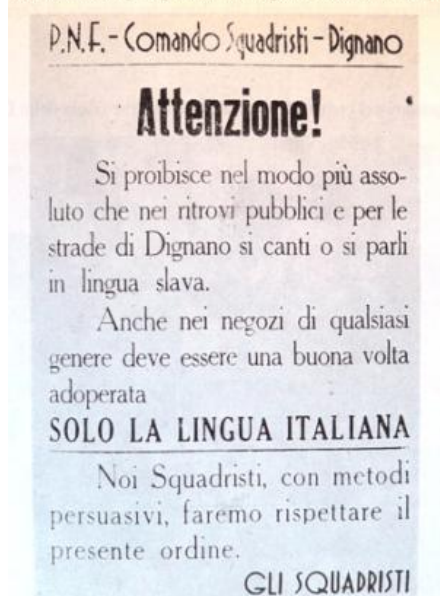 P.N.F. - Comando Squadristi - Dignano
Attenzione!
Si proibisce nel modo più asso-
luto che nei ritrovi pubblici e per le
strade di Dignano si canti o si parli
in lingua slava.
Anche nei negozi di qualsiasi
genere deve essere una buona volta
adoperata
SOLO LA LINGUA ITALIANA
Noi Squadristi, con metodi
persuasivi, faremo rispettare il
presente ordine.
GLI SQUADRISTI